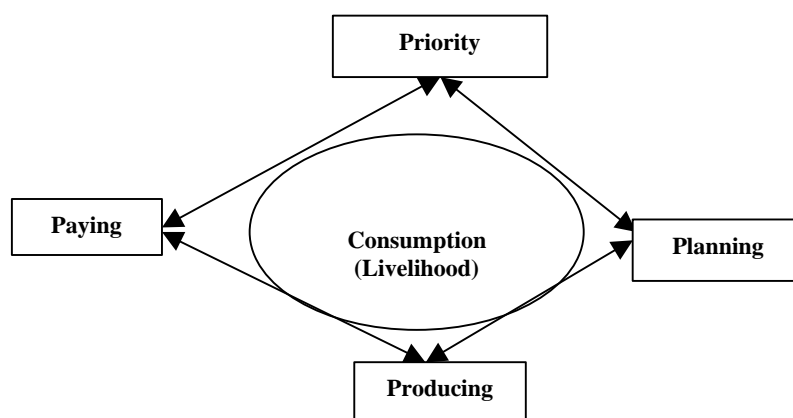 Priority
Paying
Consumption
(Livelihood)
Planning
Producing